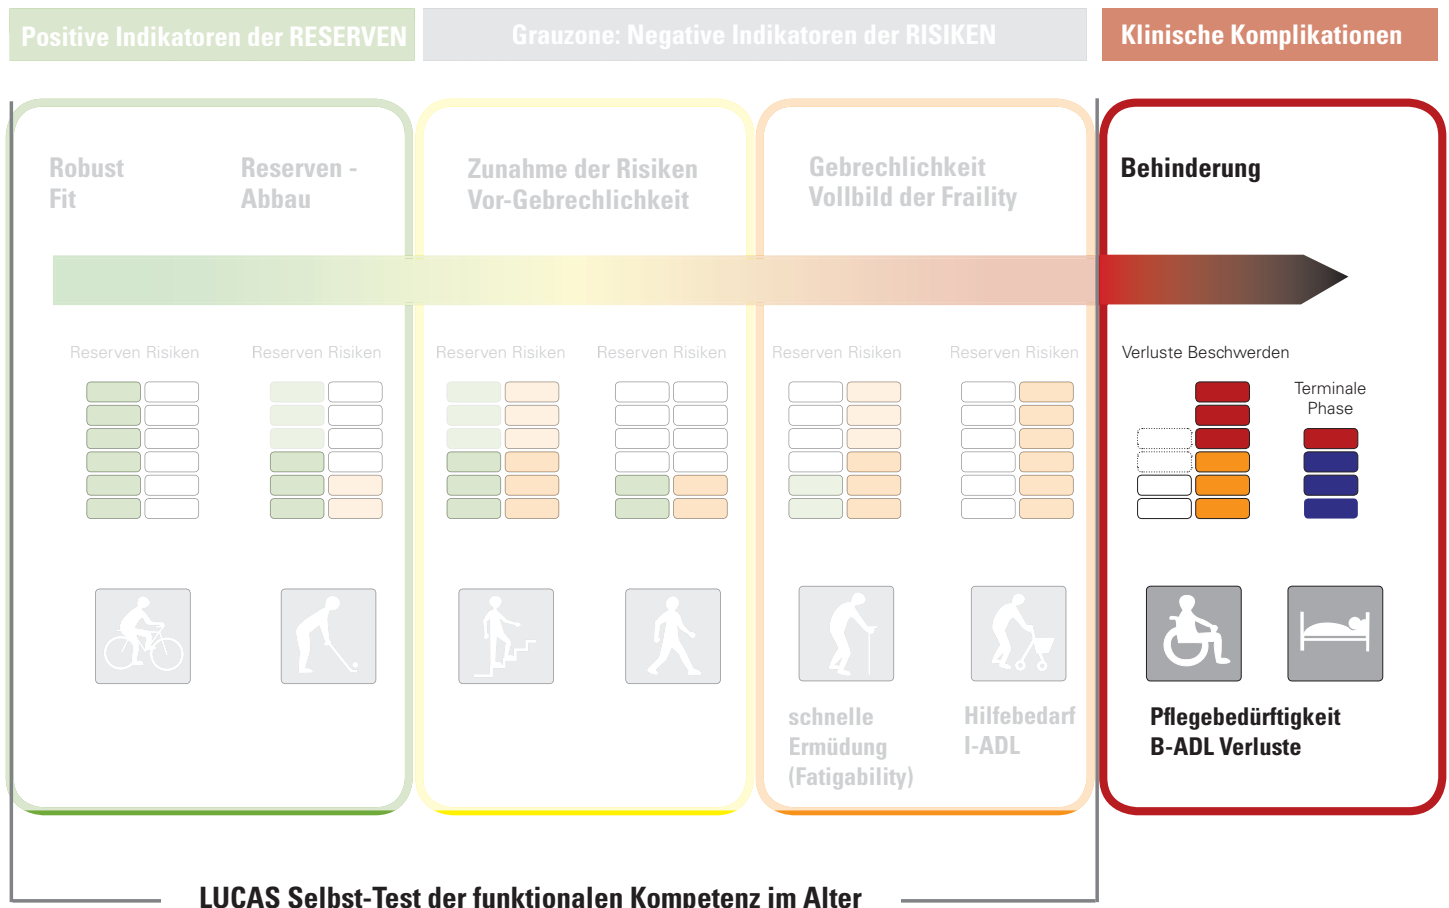 Positive Indikatoren der RESERVEN
Grauzone: Negative Indikatoren der RISIKEN
Klinische Komplikationen
Robust
Fit
Reserven -
Abbau
Zunahme der Risiken
Vor-Gebrechlichkeit
Gebrechlichkeit
Vollbild der Fraility
Behinderung
Reserven Risiken
Reserven Risiken
Reserven Risiken
Reserven Risiken
Reserven Risiken
Reserven Risiken
Verluste Beschwerden
Terminale
Phase
schnelle
Ermüdung
(Fatigability)
Hilfebedarf
I-ADL
Pflegebedürftigkeit
B-ADL Verluste
LUCAS Selbst-Test der funktionalen Kompetenz im Alter